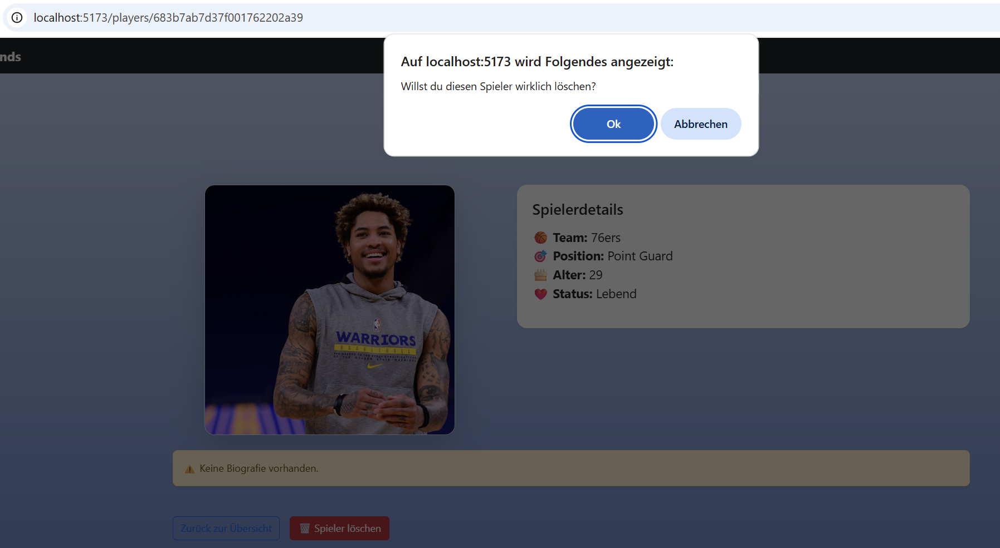 localhost:5173/players/683b7ab7d37f001762202a39
nds
Auf localhost:5173 wird Folgendes angezeigt:
Willst du diesen Spieler wirklich löschen?
Ok
Abbrechen
WARRIORS
BASKETBALL
Spielerdetails
Team: 76ers
Position: Point Guard
Alter: 29
Status: Lebend
Keine Biografie vorhanden.
Zurück zur Übersicht
Spieler löschen